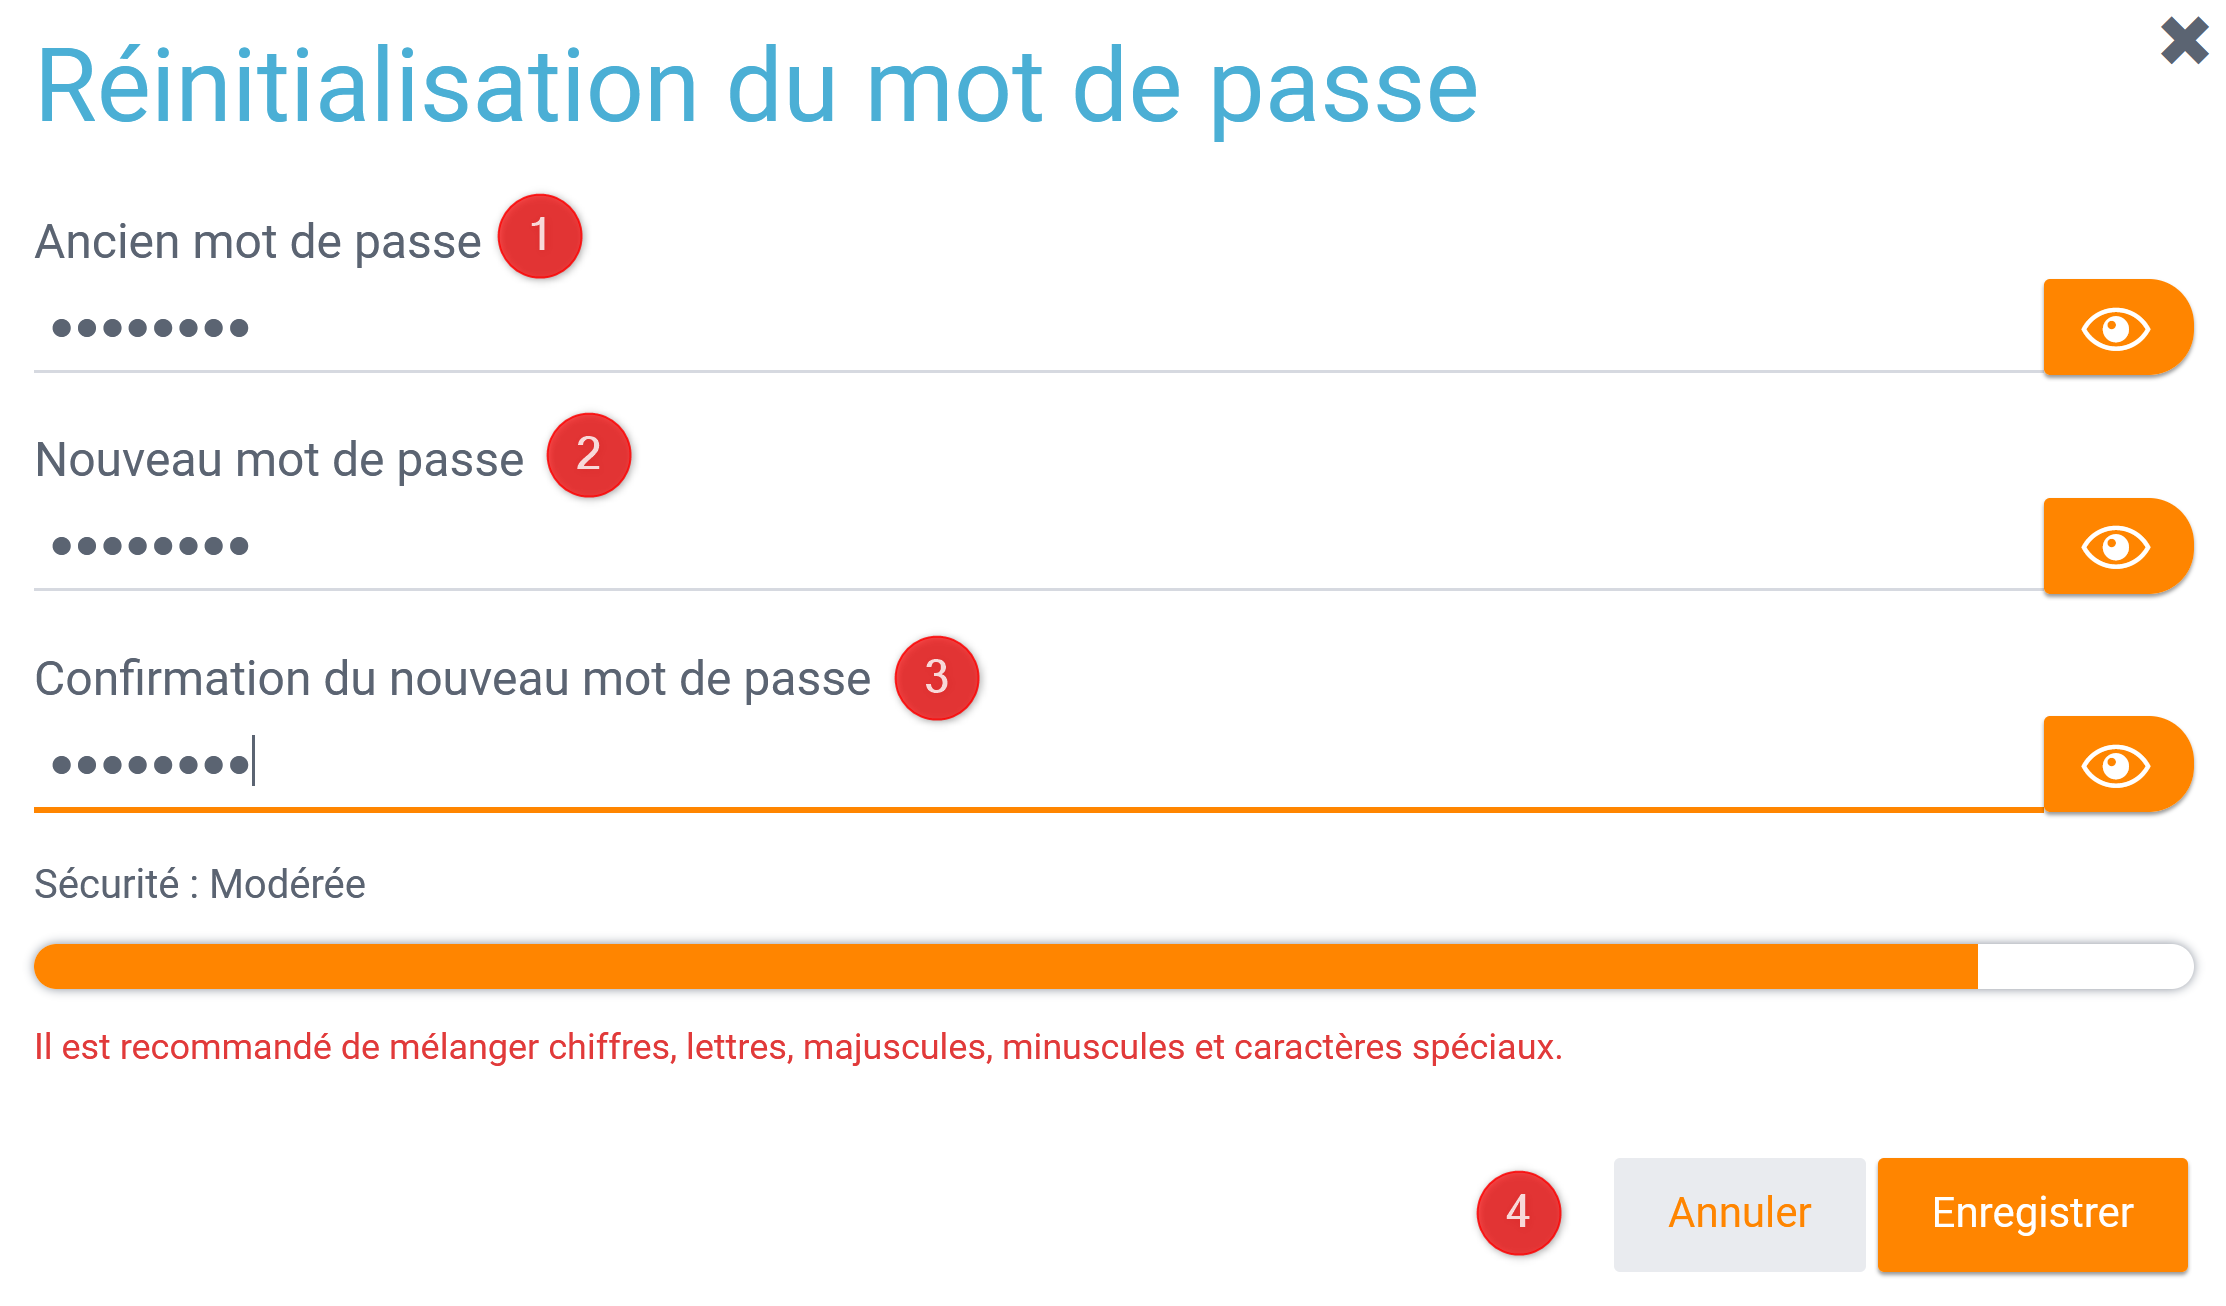 Réinitialisation du mot de passe
Ancien mot de passe 1
••••••••
Nouveau mot de passe 2
••••••••
Confirmation du nouveau mot de passe 3
••••••••
Sécurité : Modérée
Il est recommandé de mélanger chiffres, lettres, majuscules, minuscules et caractères spéciaux.
4 Annuler Enregistrer